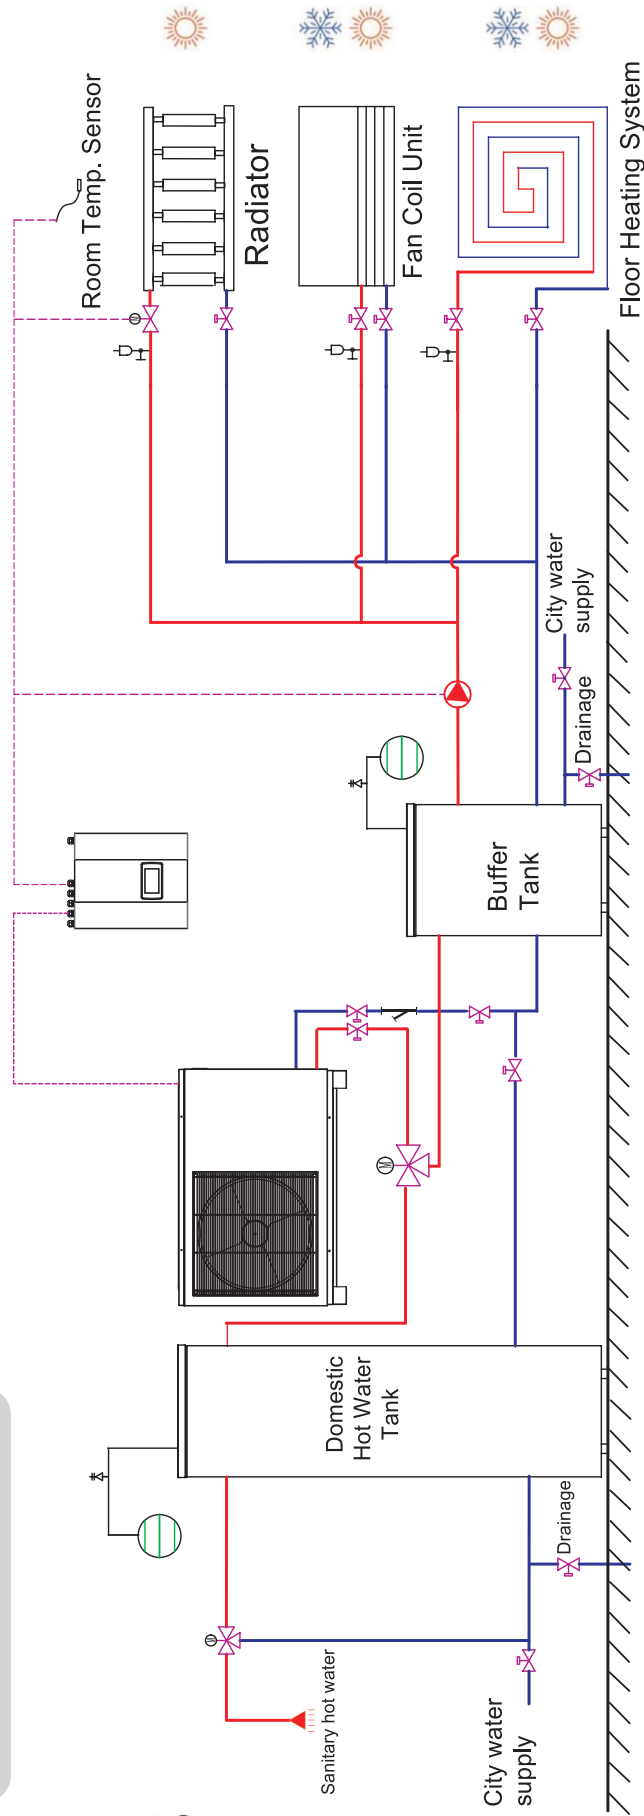 Room Temp. Sensor
Radiator
Fan Coil Unit
Floor Heating System
City water
supply
Drainage
Buffer
Tank
M
Domestic
Hot Water
Tank
Drainage
Sanitary hot water
City water
supply